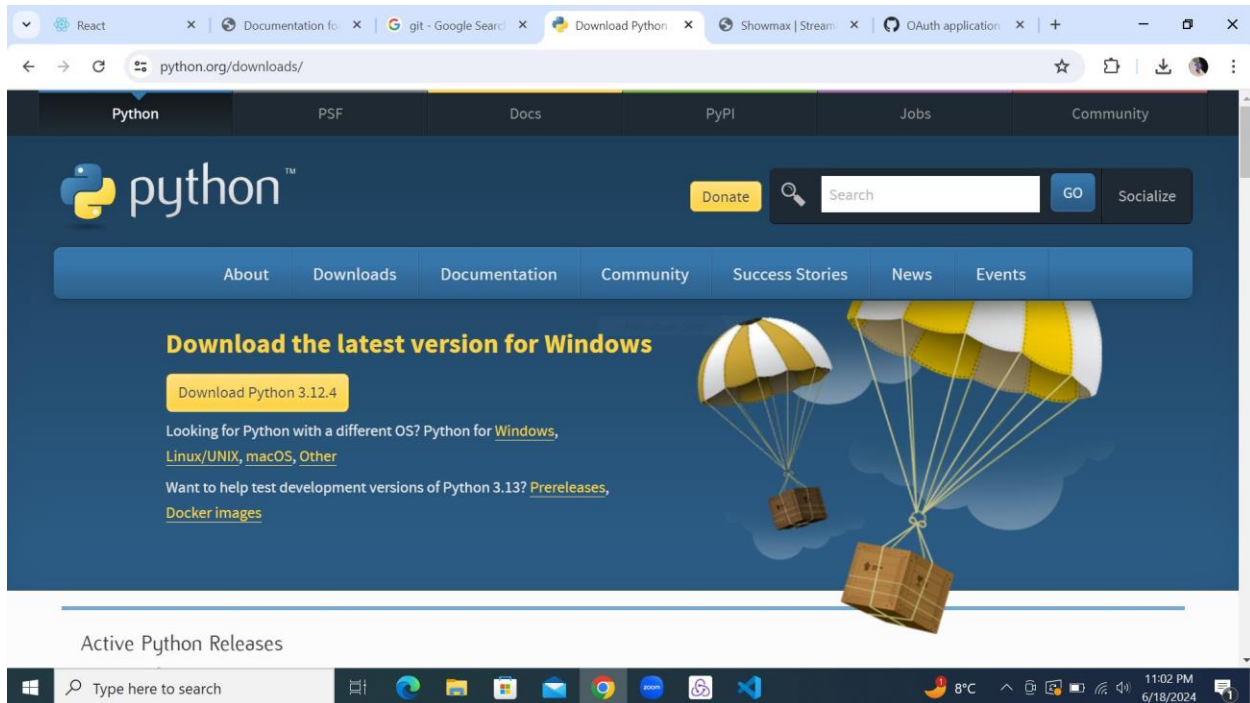 React
Documentation fo
git - Google Search
Download Python
Showmax | Stream
OAuth application
python.org/downloads/
Python PSF Docs PyPI Jobs Community
python™
Donate Search GO Socialize
About Downloads Documentation Community Success Stories News Events
Download the latest version for Windows
Download Python 3.12.4
Looking for Python with a different OS? Python for Windows,
Linux/UNIX, macOS, Other
Want to help test development versions of Python 3.13? Prereleases,
Docker images
Active Python Releases
Type here to search
zoom
8°C
11:02 PM
6/18/2024